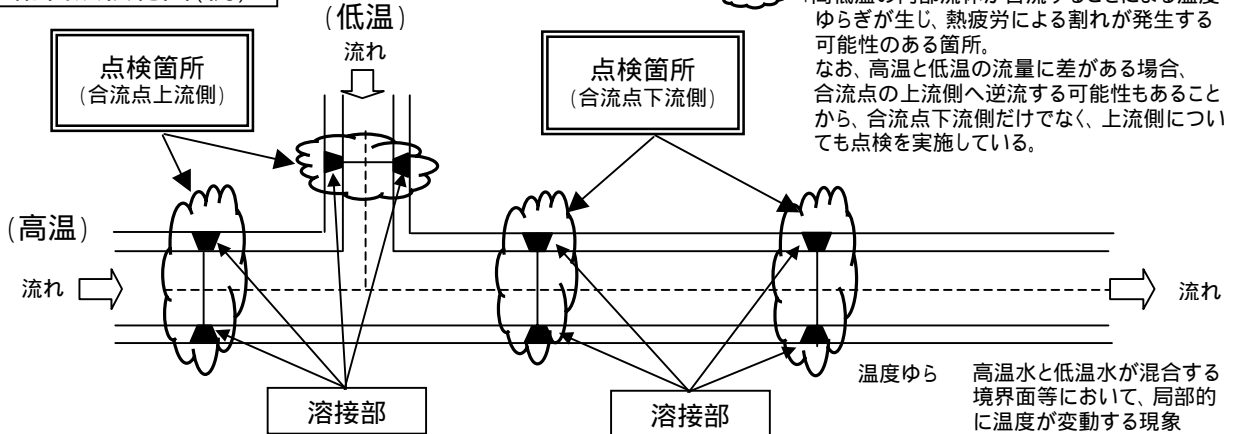 (低温)
流れ
点検箇所
(合流点上流側)
点検箇所
(合流点下流側)
ゆらぎが生じ、熱疲労による割れが発生する
可能性のある箇所。
なお、高温と低温の流量に差がある場合、
合流点の上流側へ逆流する可能性もあること
から、合流点下流側だけでなく、上流側につい
ても点検を実施している。
(高温)
流れ
流れ
溶接部
溶接部
温度ゆら
高温水と低温水が混合する
境界面等において、局部的
に温度が変動する現象